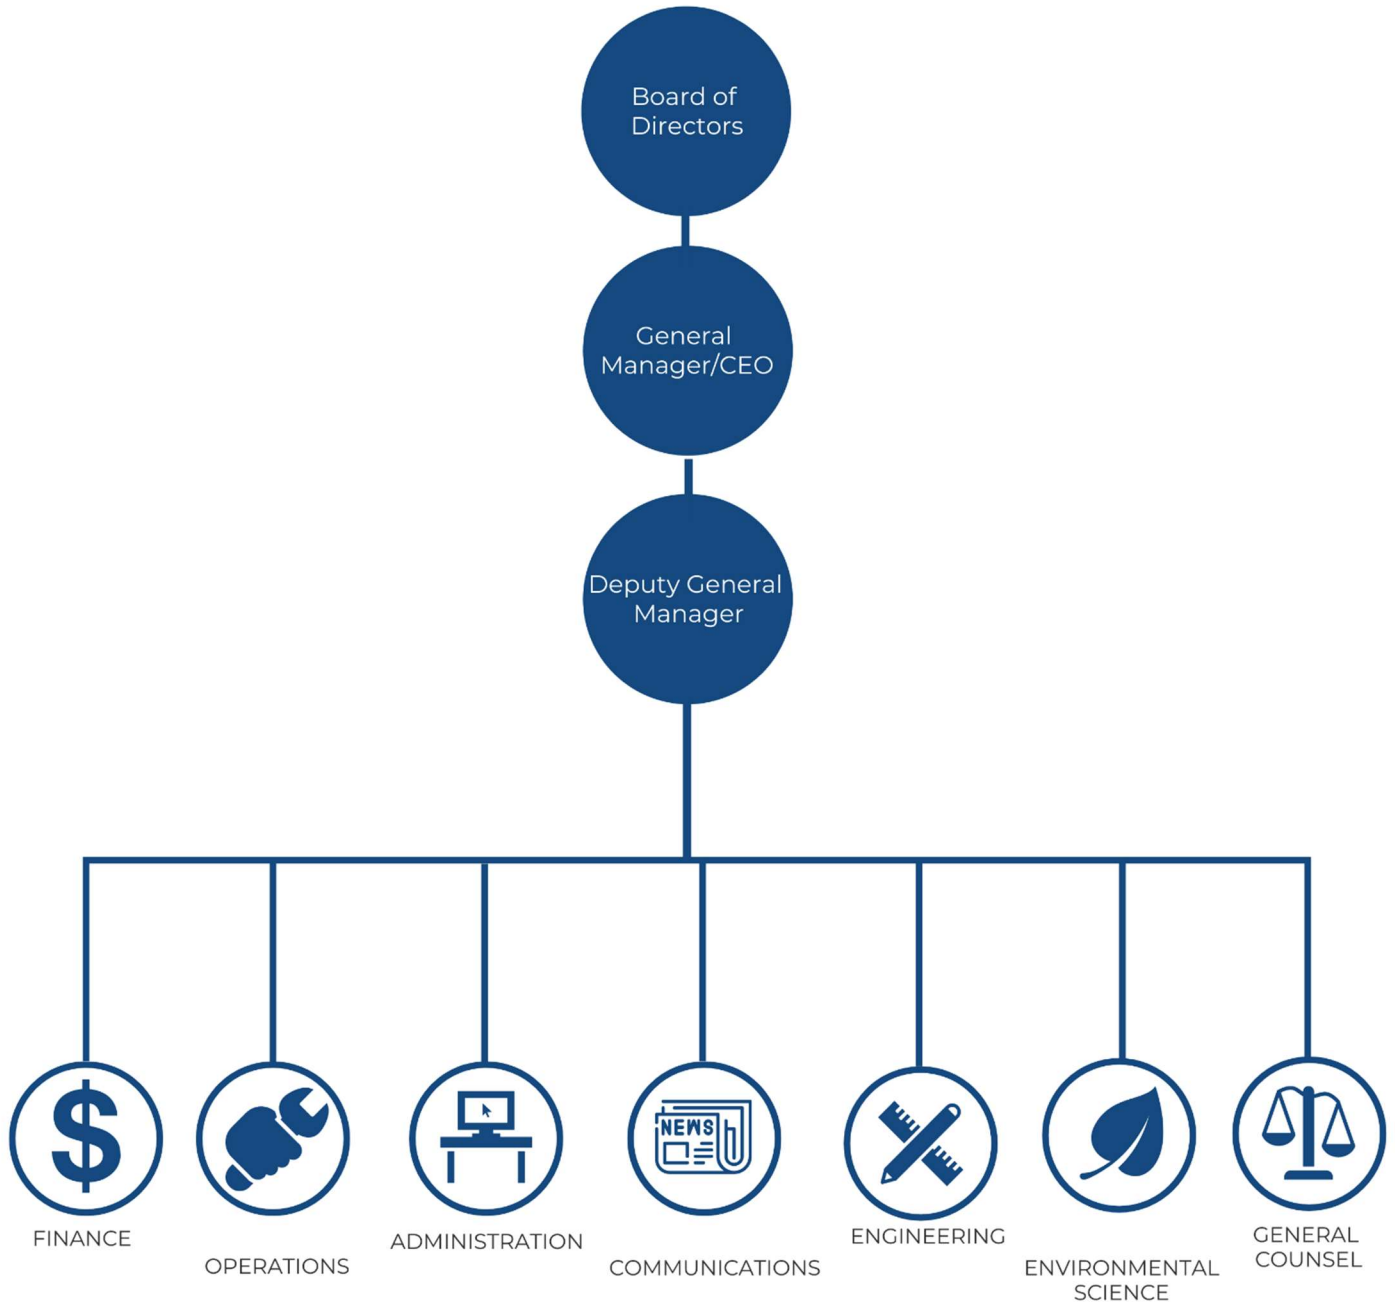 Board of
Directors
General
Manager/CEO
Deputy General
Manager
$
NEWS
FINANCE
OPERATIONS
ADMINISTRATION
COMMUNICATIONS
ENGINEERING
ENVIRONMENTAL
SCIENCE
GENERAL
COUNSEL